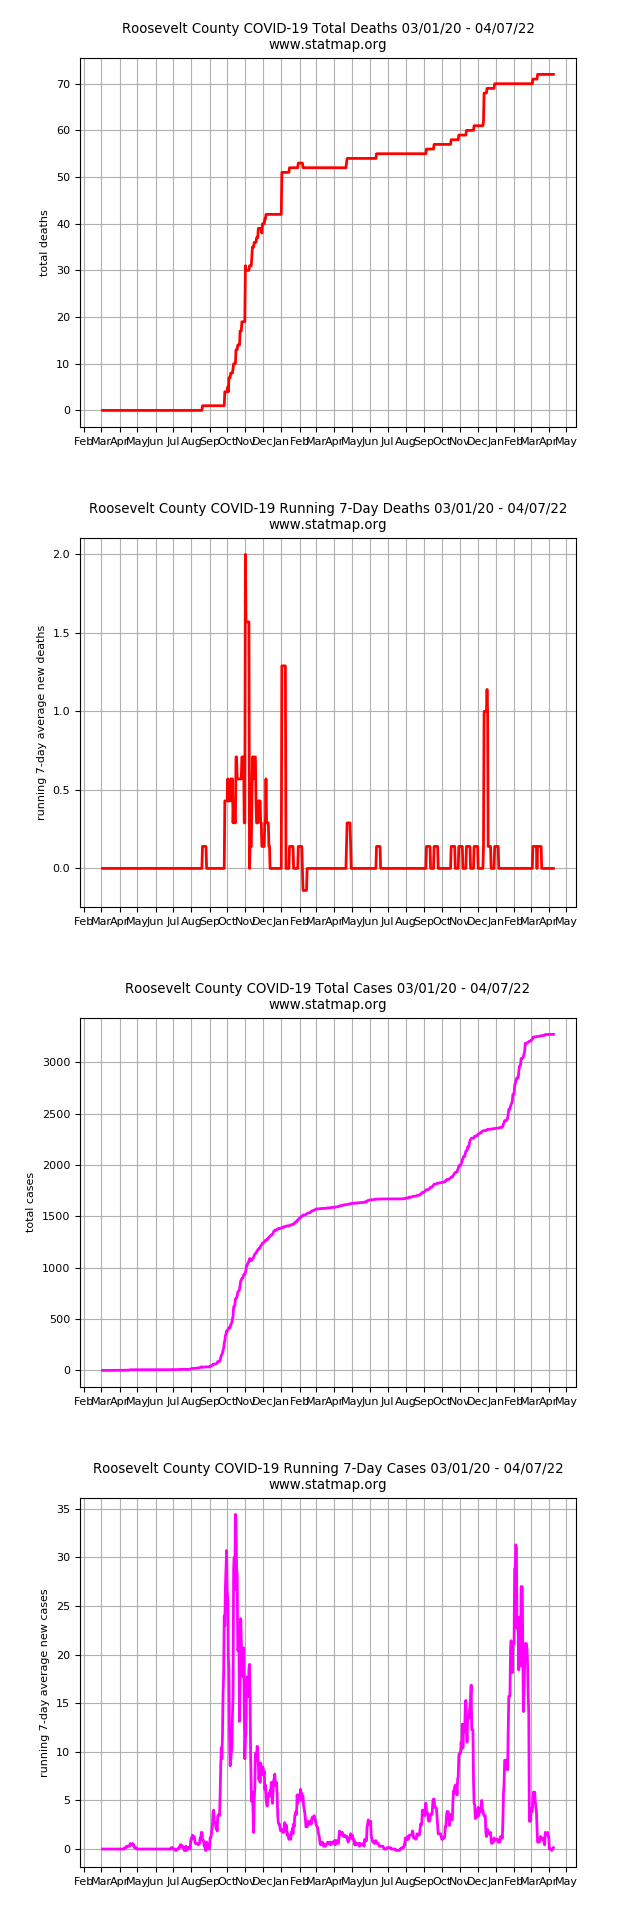 Roosevelt County COVID-19 Total Deaths 03/01/20 - 04/07/22
www.statmap.org
70
60
50
40
30
20
10
0
total deaths
Feb Mar Apr May Jun Jul Aug Sep Oct Nov Dec Jan Feb Mar Apr May Jun Jul Aug Sep Oct Nov Dec Jan Feb Mar Apr May
Roosevelt County COVID-19 Running 7-Day Deaths 03/01/20 - 04/07/22
www.statmap.org
2.0
1.5
1.0
0.5
0.0
running 7-day average new deaths
Feb Mar Apr May Jun Jul Aug Sep Oct Nov Dec Jan Feb Mar Apr May Jun Jul Aug Sep Oct Nov Dec Jan Feb Mar Apr May
Roosevelt County COVID-19 Total Cases 03/01/20 - 04/07/22
www.statmap.org
3000
2500
2000
1500
1000
500
0
total cases
Feb Mar Apr May Jun Jul Aug Sep Oct Nov Dec Jan Feb Mar Apr May Jun Jul Aug Sep Oct Nov Dec Jan Feb Mar Apr May
Roosevelt County COVID-19 Running 7-Day Cases 03/01/20 - 04/07/22
www.statmap.org
35
30
25
20
15
10
5
0
running 7-day average new cases
Feb Mar Apr May Jun Jul Aug Sep Oct Nov Dec Jan Feb Mar Apr May Jun Jul Aug Sep Oct Nov Dec Jan Feb Mar Apr May